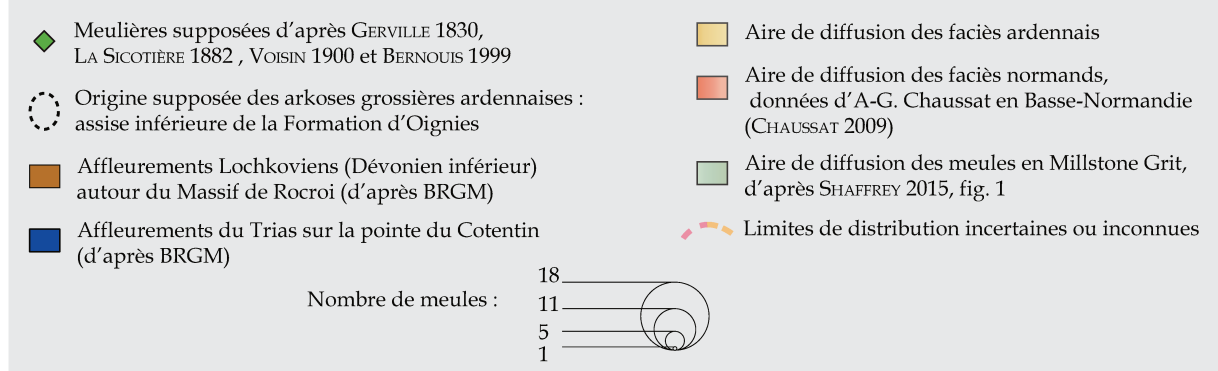 Meulières supposées d'après GERVILLE 1830,
LA SICOTIÈRE 1882 , VOISIN 1900 et BERNOUIS 1999
Origine supposée des arkoses grossières ardennaises :
assise inférieure de la Formation d'Oignies
Affleurements Lochkoviens (Dévonien inférieur)
autour du Massif de Rocroi (d'après BRGM)
Affleurements du Trias sur la pointe du Cotentin
(d'après BRGM)
Aire de diffusion des faciès ardennais
Aire de diffusion des faciès normands,
données d'A-G. Chaussat en Basse-Normandie
(CHAUSSAT 2009)
Aire de diffusion des meules en Millstone Grit,
d'après SHAFFREY 2015, fig. 1
Limites de distribution incertaines ou inconnues
Nombre de meules :
18
11
5
1